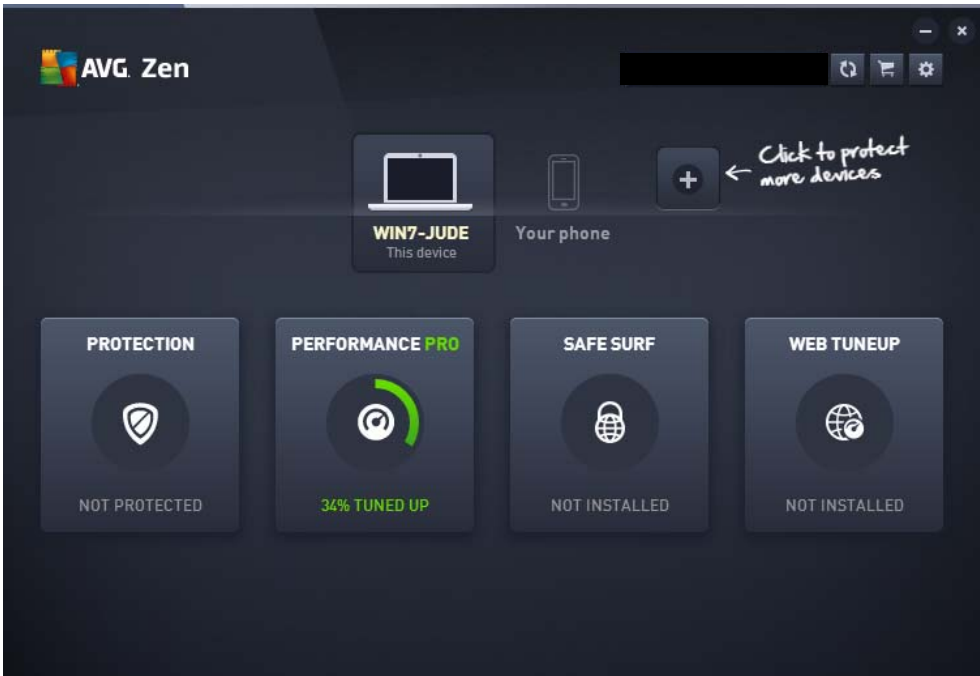 AVG. Zen
Click to protect
more devices
WIN7-JUDE
This device
Your phone
PROTECTION
NOT PROTECTED
PERFORMANCE PRO
34% TUNED UP
SAFE SURF
NOT INSTALLED
WEB TUNEUP
NOT INSTALLED